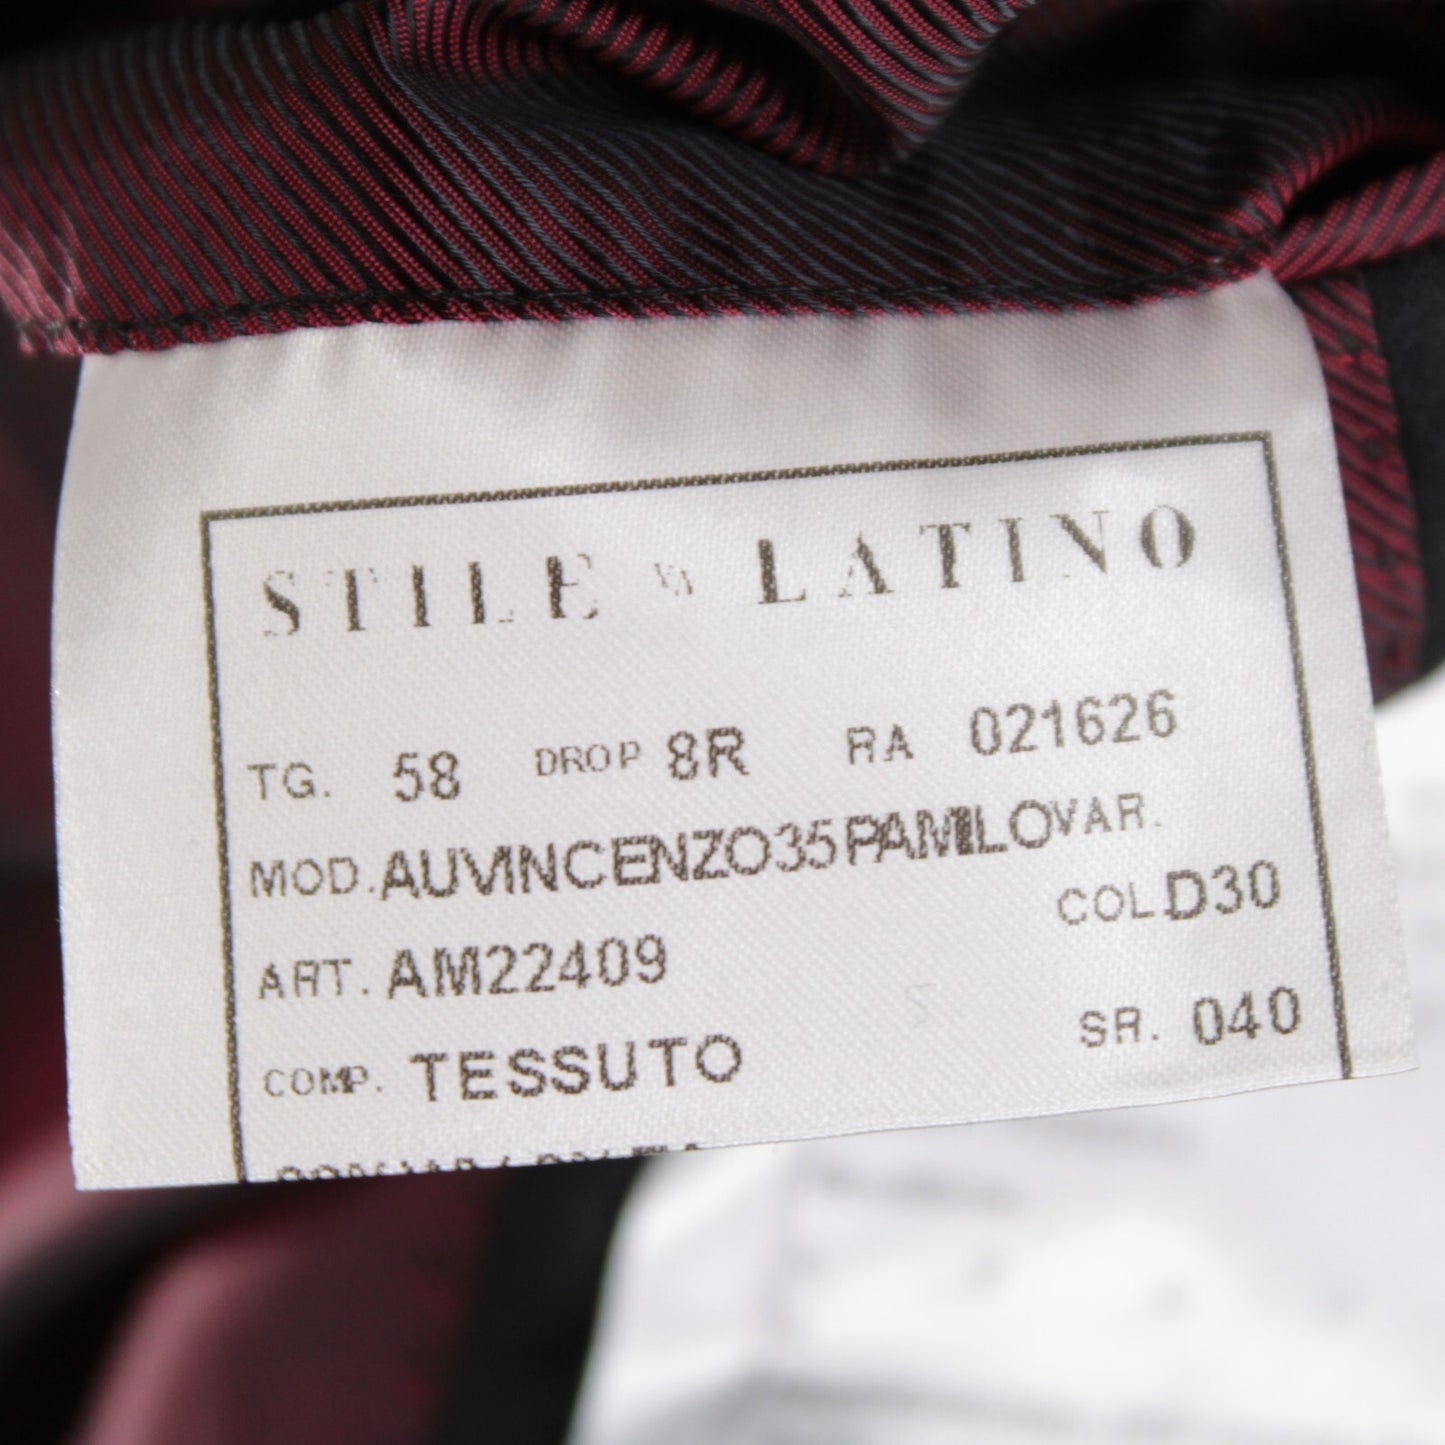 STILE LATINO
TG. 58 DROP 8R RA 021626
MOD. AUVINCENZO35PAMILO VAR.
COL. D30
ART. AM22409
SR. 040
COMP. TESSUTO